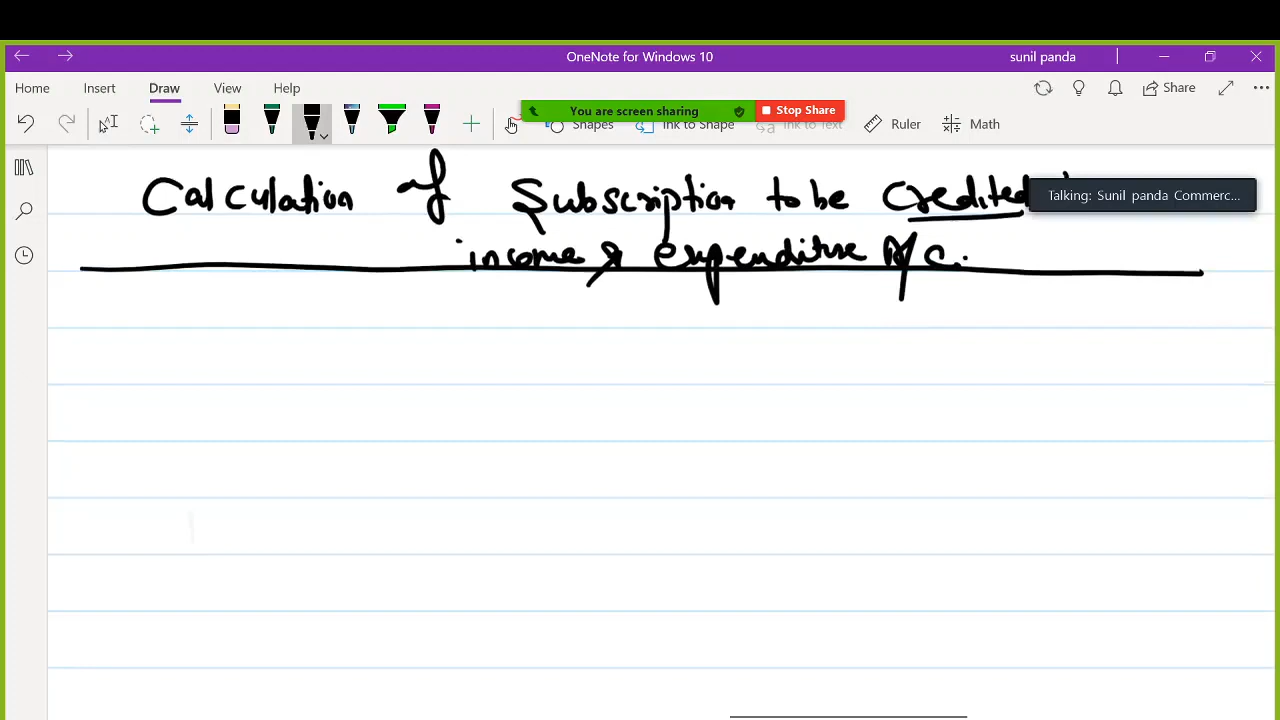 OneNote for Windows 10
sunil panda
Home Insert Draw View Help
Share
You are screen sharing
Stop Share
Shapes Ink to Shape Ink to Text Ruler Math
Calculation of Subscription to be Credited
Talking: Sunil panda Commerc...
income & expenditure A/C.